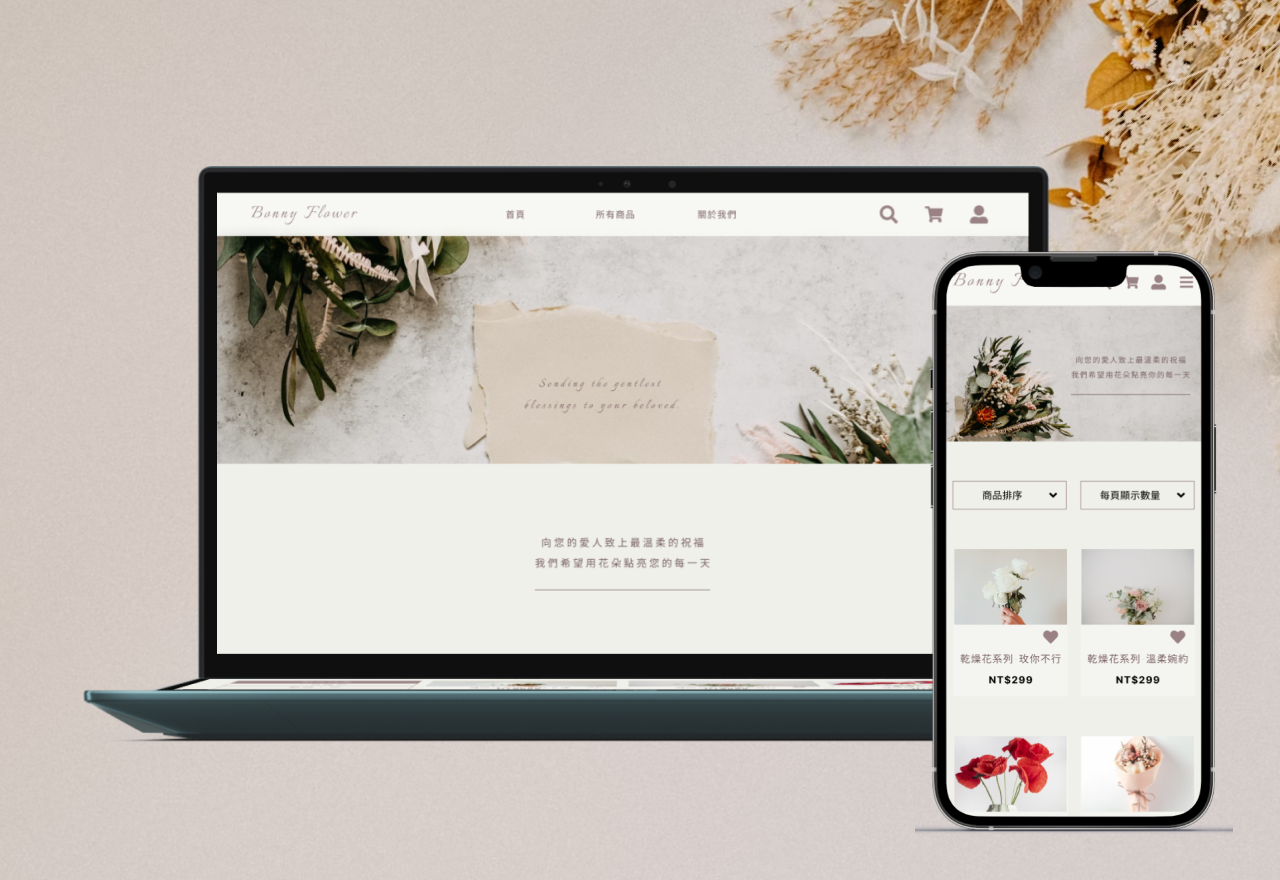 Bonny Flower
首頁
所有商品
關於我們
Sending the gentlest
blessings to your beloved.
向您的愛人致上最溫柔的祝福
我們希望用花朵點亮您的每一天
Bonny
向您的愛人致上最溫柔的祝福
我們希望用花朵點亮你的每一天
商品排序
每頁顯示數量
乾燥花系列 玫你不行
NT$299
乾燥花系列 溫柔婉約
NT$299